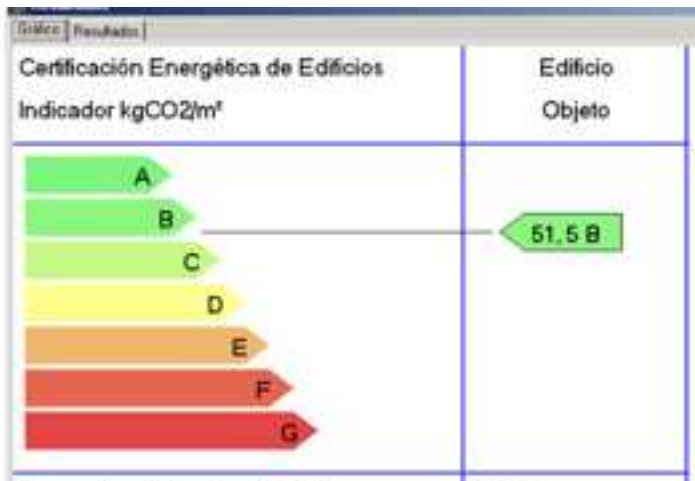 Gráfico Resultados
Certificación Energética de Edificios
Edificio
Indicador kgCO2/m²
Objeto
A
B
51,5 B
C
D
E
F
G